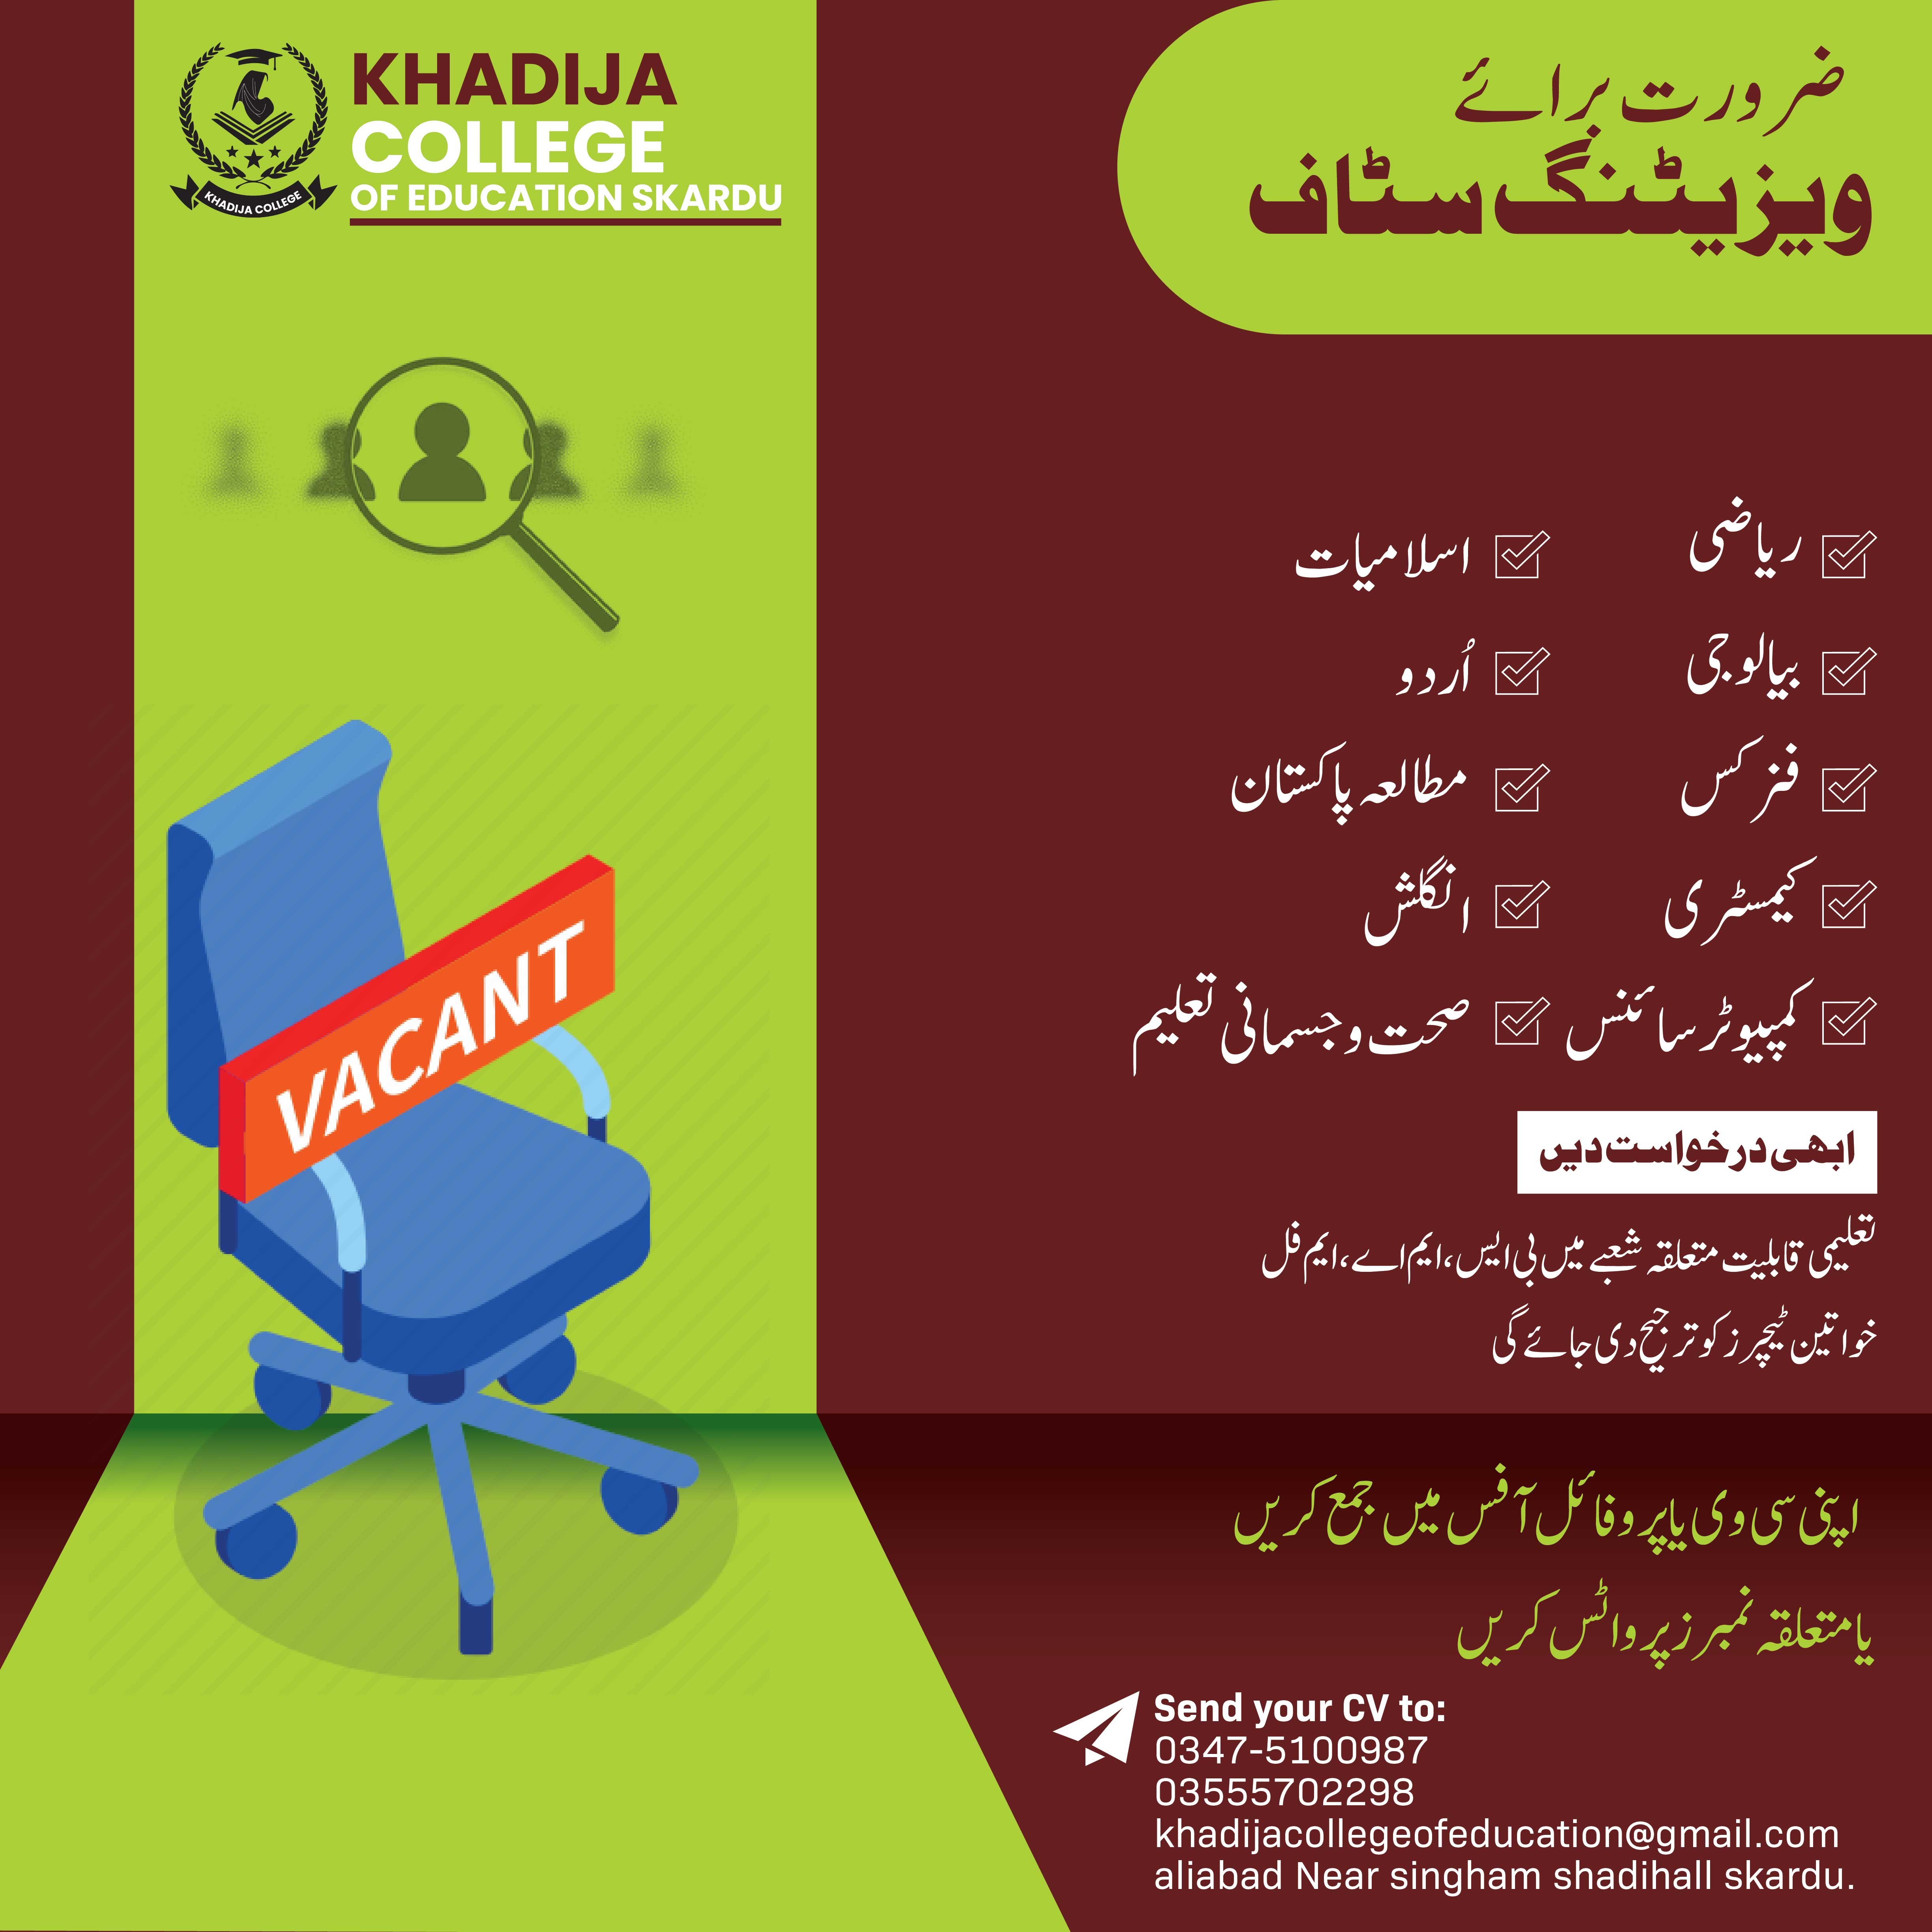 KHADIJA COLLEGE
KHADIJA
COLLEGE
OF EDUCATION SKARDU
ضرورت برائے
ویزیٹنگ سٹاف
ریاضی
اسلامیات
بیالوجی
اُردو
فزکس
مطالعہ پاکستان
کیمسٹری
انگلش
کمپیوٹر سائنس
صحت و جسمانی تعلیم
VACANT
ابھی درخواست دیں
تعلیمی قابلیت متعلقہ شعبے میں بی ایس، ایم اے، ایم فل
خواتین ٹیچرز کو ترجیح دی جائے گی
اپنی سی وی یا پروفائل آفس میں جمع کریں
یا متعلقہ نمبرز پر واٹس کریں
Send your CV to:
0347-5100987
03555702298
khadijacollegeofeducation@gmail.com
aliabad Near singham shadihall skardu.